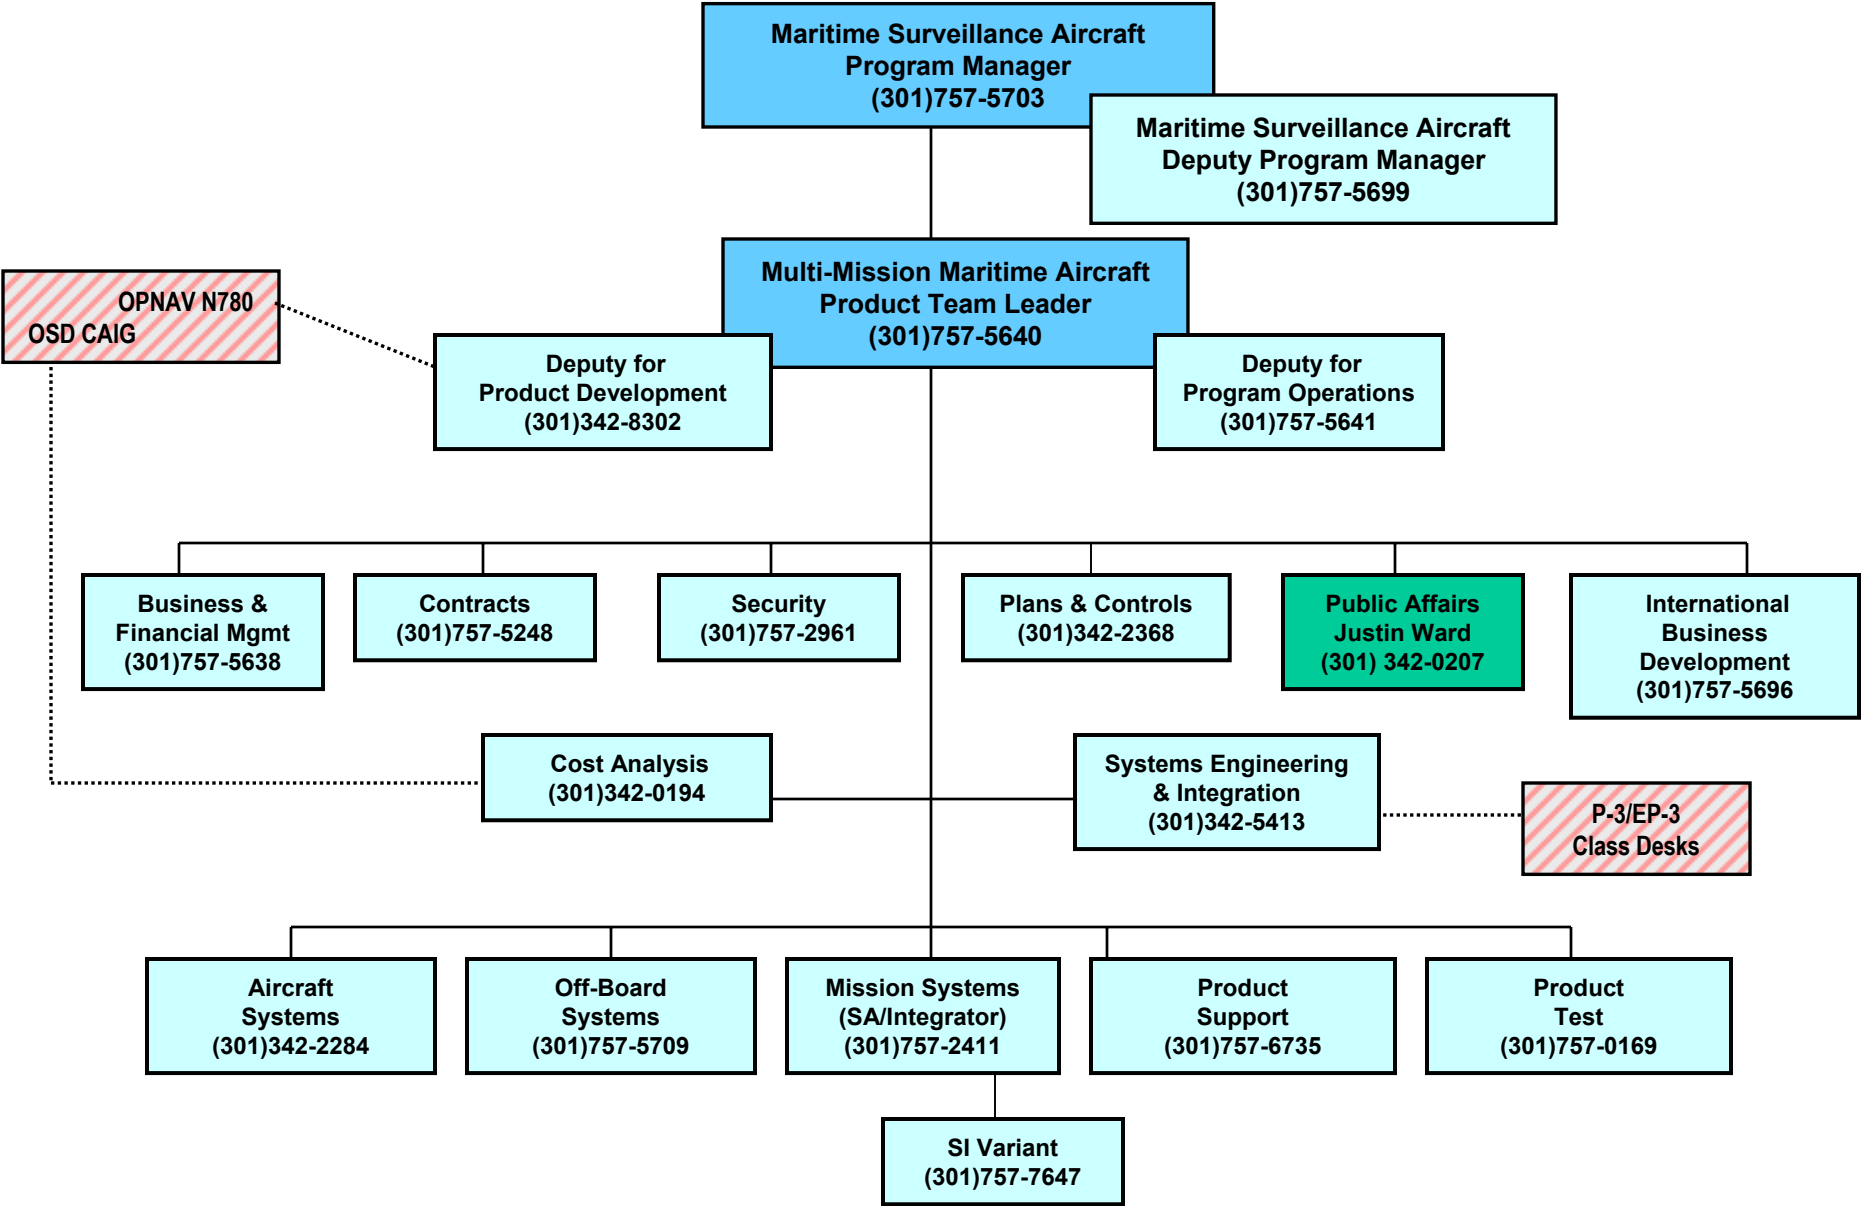 Maritime Surveillance Aircraft
Program Manager
(301)757-5703
Maritime Surveillance Aircraft
Deputy Program Manager
(301)757-5699
Multi-Mission Maritime Aircraft
Product Team Leader
(301)757-5640
OPNAV N780
OSD CAIG
Deputy for
Product Development
(301)342-8302
Deputy for
Program Operations
(301)757-5641
Business &
Financial Mgmt
(301)757-5638
Contracts
(301)757-5248
Security
(301)757-2961
Plans & Controls
(301)342-2368
Public Affairs
Justin Ward
(301) 342-0207
International
Business
Development
(301)757-5696
Cost Analysis
(301)342-0194
Systems Engineering
& Integration
(301)342-5413
P-3/EP-3
Class Desks
Aircraft
Systems
(301)342-2284
Off-Board
Systems
(301)757-5709
Mission Systems
(SA/Integrator)
(301)757-2411
Product
Support
(301)757-6735
Product
Test
(301)757-0169
SI Variant
(301)757-7647